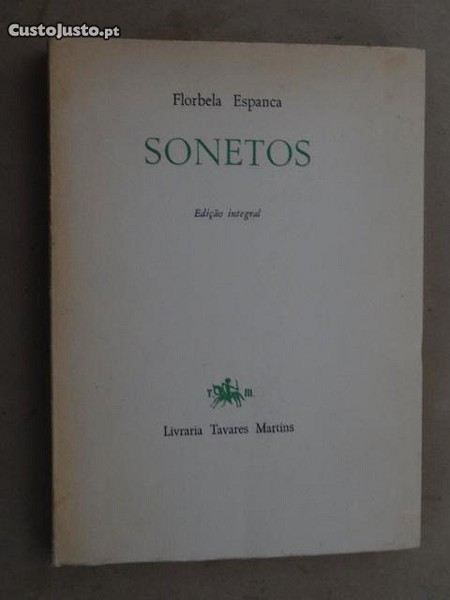 CustoJusto.pt
Florbela Espanca
SONETOS
Edição integral
T. M.
Livraria Tavares Martins